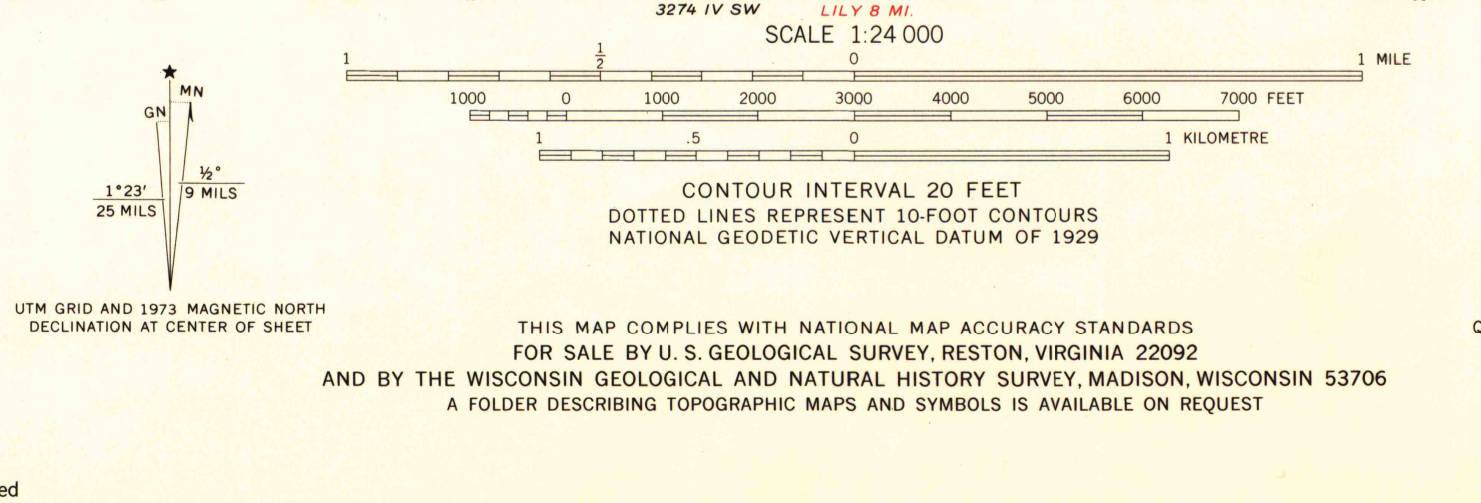 3274 IV SW LILY 8 MI.
SCALE 1:24 000
1 ½ 0 1 MILE
1000 0 1000 2000 3000 4000 5000 6000 7000 FEET
1 .5 0 1 KILOMETRE
★
MN
GN
½°
9 MILS
1°23′
25 MILS
UTM GRID AND 1973 MAGNETIC NORTH
DECLINATION AT CENTER OF SHEET
CONTOUR INTERVAL 20 FEET
DOTTED LINES REPRESENT 10-FOOT CONTOURS
NATIONAL GEODETIC VERTICAL DATUM OF 1929
THIS MAP COMPLIES WITH NATIONAL MAP ACCURACY STANDARDS
FOR SALE BY U. S. GEOLOGICAL SURVEY, RESTON, VIRGINIA 22092
AND BY THE WISCONSIN GEOLOGICAL AND NATURAL HISTORY SURVEY, MADISON, WISCONSIN 53706
A FOLDER DESCRIBING TOPOGRAPHIC MAPS AND SYMBOLS IS AVAILABLE ON REQUEST
ed